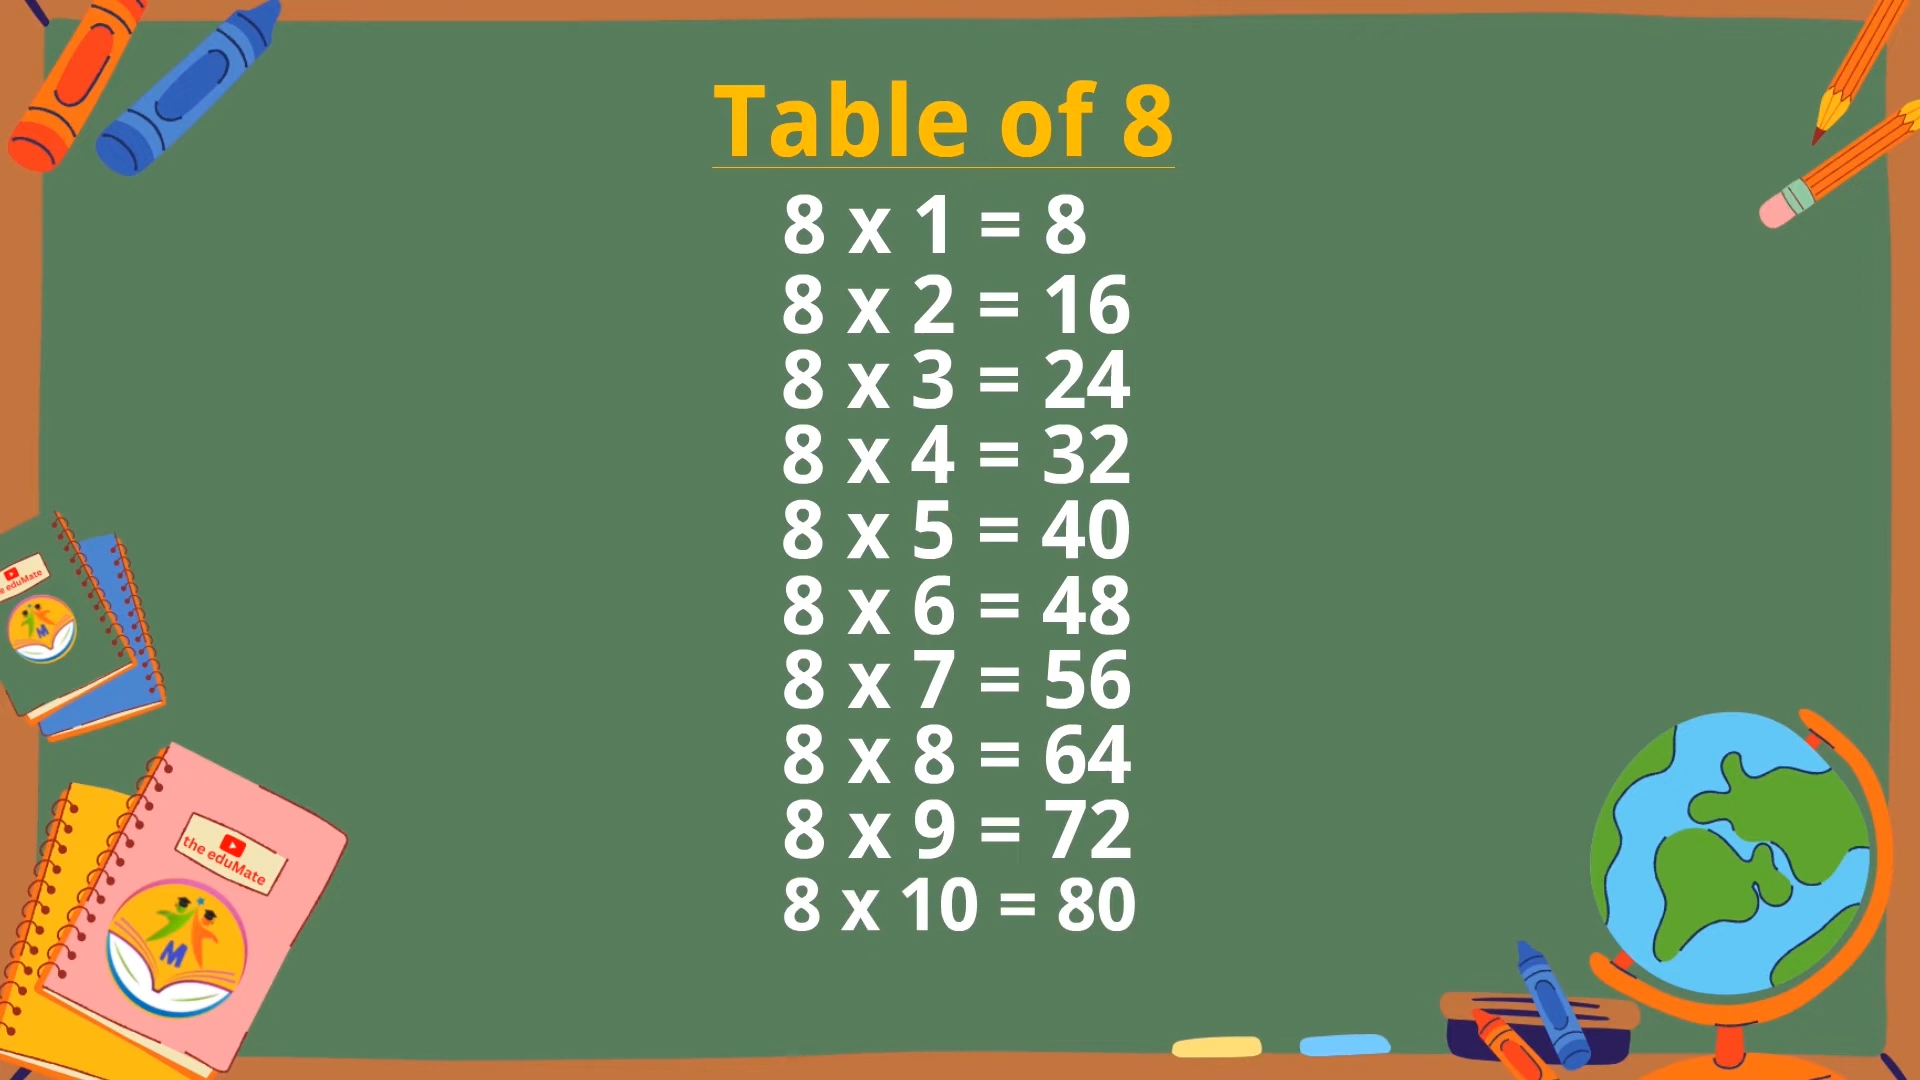 Table of 8
8 x 1 = 8
8 x 2 = 16
8 x 3 = 24
8 x 4 = 32
8 x 5 = 40
8 x 6 = 48
8 x 7 = 56
8 x 8 = 64
8 x 9 = 72
8 x 10 = 80
e eduMate
M
the eduMate
M